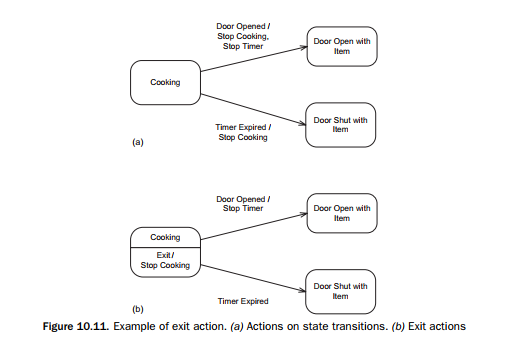 Door Opened /
Stop Cooking,
Stop Timer
Door Open with
Item
Cooking
Door Shut with
Item
Timer Expired /
Stop Cooking
(a)
Door Opened /
Stop Timer
Door Open with
Item
Cooking
Exit /
Stop Cooking
Door Shut with
Item
Timer Expired
(b)
Figure 10.11. Example of exit action. (a) Actions on state transitions. (b) Exit actions